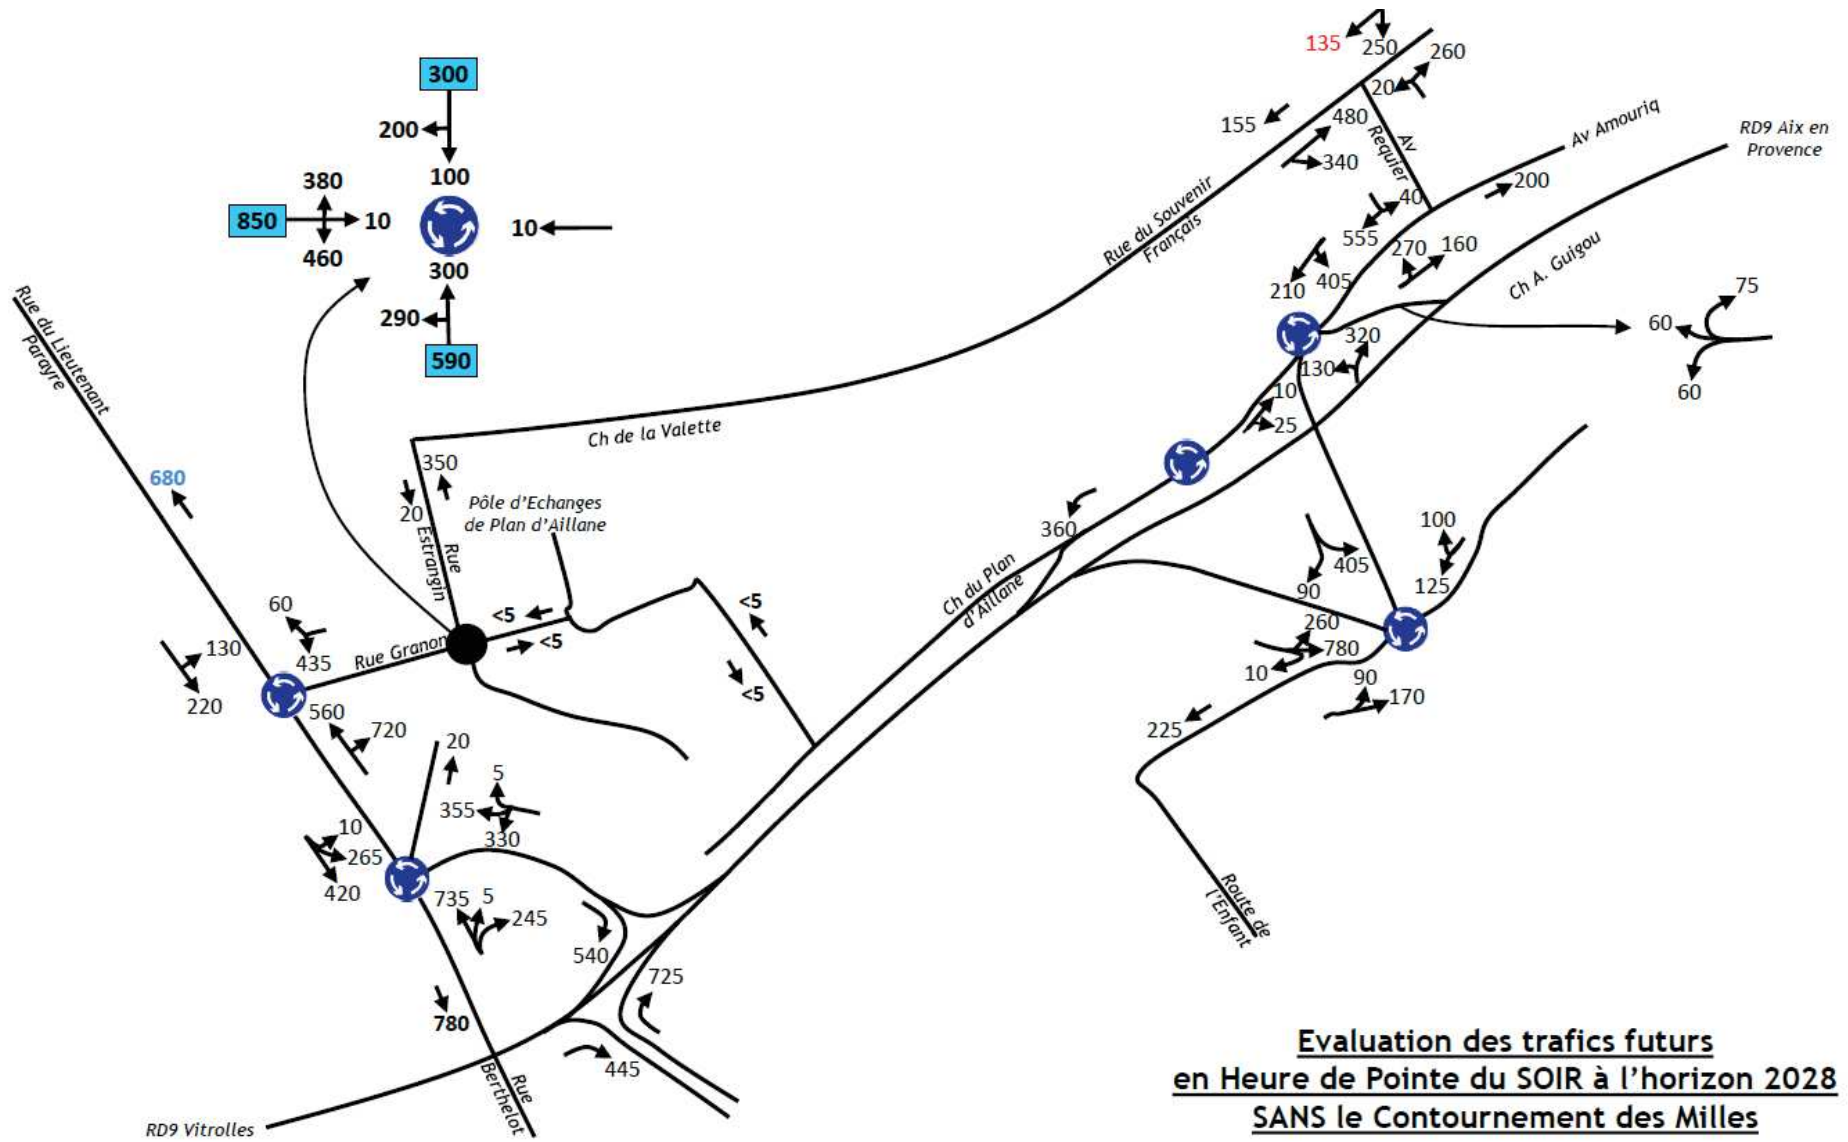 135
250
260
20
300
155
480
340
Av
Requier
Av Amouriq
RD9 Aix en
Provence
200
100
380
850
10
460
10
300
290
590
40
200
555
270
160
Rue du Souvenir
Français
Ch A. Guigou
210
405
75
60
60
320
130
10
25
Rue du Lieutenant
Parayre
Ch de la Valette
680
350
20
Rue
Estrangin
Pôle d’Echanges
de Plan d’Aillane
360
Ch du Plan
d’Aillane
100
405
125
90
60
130
435
220
Rue Granon
<5
<5
<5
<5
260
780
10
90
170
225
560
720
20
5
355
330
10
265
420
735
5
245
540
725
780
445
Route de
l’Enfant
Rue
Berthelot
RD9 Vitrolles
Evaluation des trafics futurs
en Heure de Pointe du SOIR à l’horizon 2028
SANS le Contournement des Milles